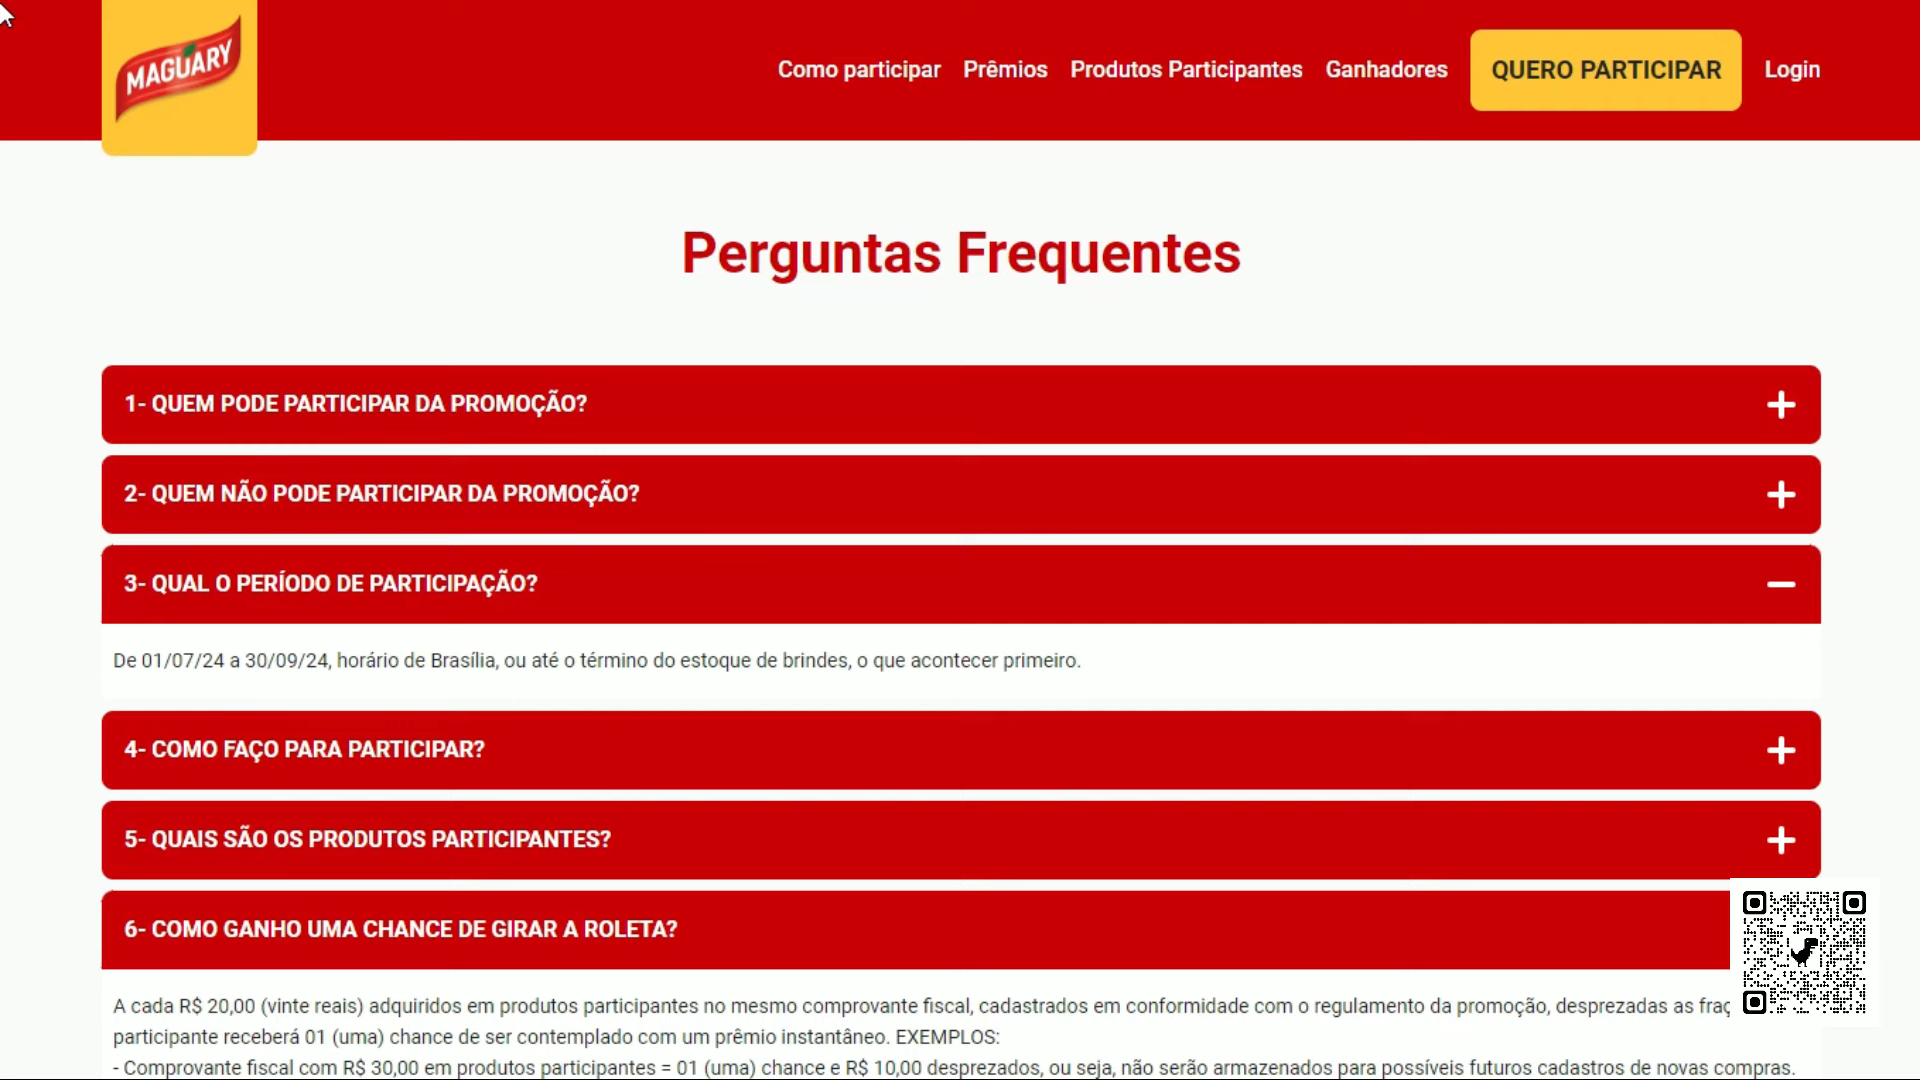 MAGUARY
Como participar Prêmios Produtos Participantes Ganhadores QUERO PARTICIPAR Login
Perguntas Frequentes
1- QUEM PODE PARTICIPAR DA PROMOÇÃO?
2- QUEM NÃO PODE PARTICIPAR DA PROMOÇÃO?
3- QUAL O PERÍODO DE PARTICIPAÇÃO?
De 01/07/24 a 30/09/24, horário de Brasília, ou até o término do estoque de brindes, o que acontecer primeiro.
4- COMO FAÇO PARA PARTICIPAR?
5- QUAIS SÃO OS PRODUTOS PARTICIPANTES?
6- COMO GANHO UMA CHANCE DE GIRAR A ROLETA?
A cada R$ 20,00 (vinte reais) adquiridos em produtos participantes no mesmo comprovante fiscal, cadastrados em conformidade com o regulamento da promoção, desprezadas as
participante receberá 01 (uma) chance de ser contemplado com um prêmio instantâneo. EXEMPLOS:
- Comprovante fiscal com R$ 30,00 em produtos participantes = 01 (uma) chance e R$ 10,00 desprezados, ou seja, não serão armazenados para possíveis futuros cadastros de novas compras.